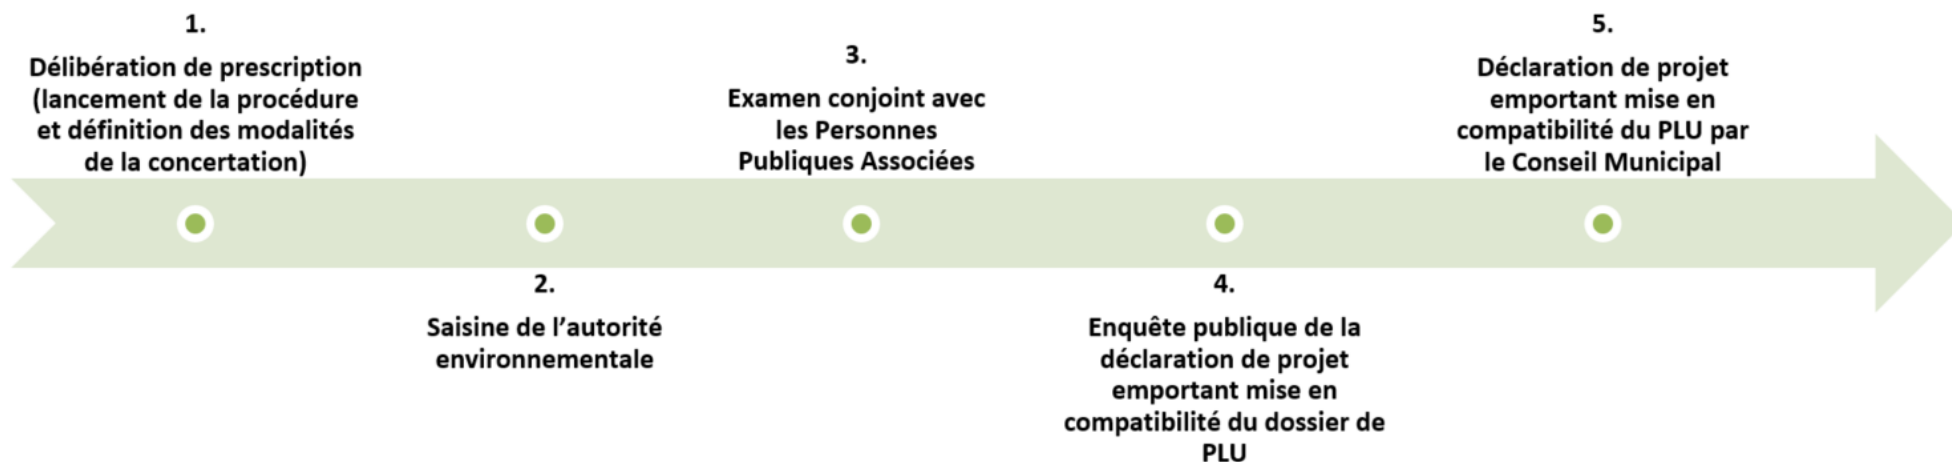 1.
Délibération de prescription
(lancement de la procédure
et définition des modalités
de la concertation)
2.
Saisine de l’autorité
environnementale
3.
Examen conjoint avec
les Personnes
Publiques Associées
4.
Enquête publique de la
déclaration de projet
emportant mise en
compatibilité du dossier de
PLU
5.
Déclaration de projet
emportant mise en
compatibilité du PLU par
le Conseil Municipal